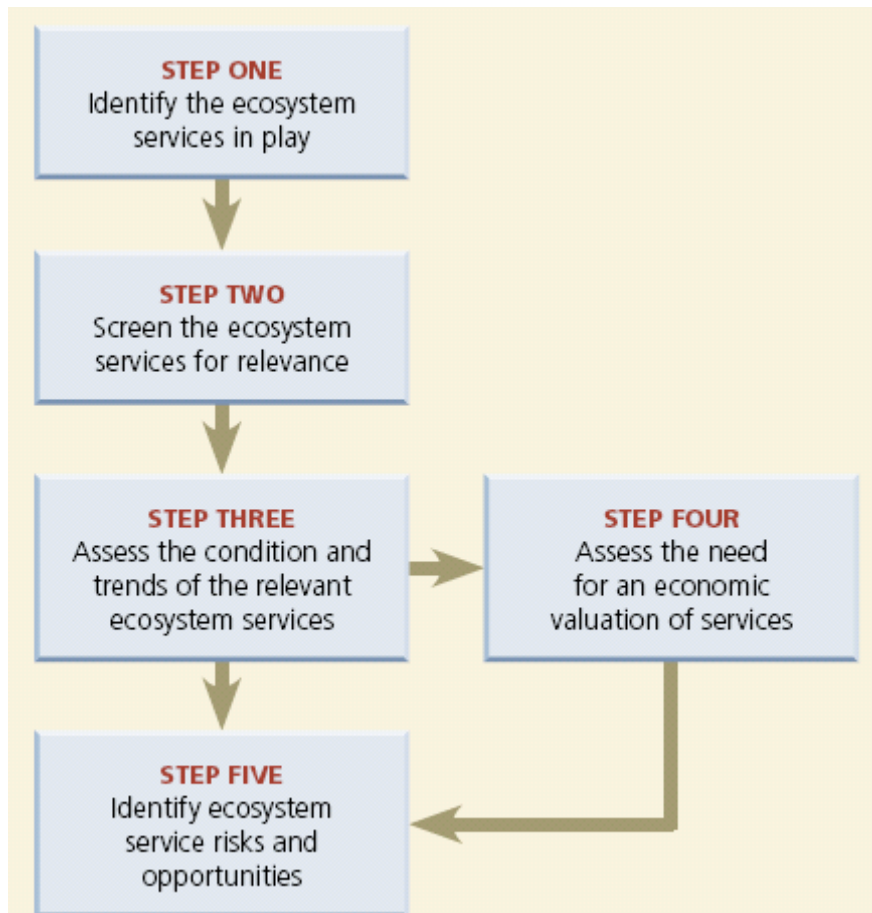 STEP ONE
Identify the ecosystem
services in play
STEP TWO
Screen the ecosystem
services for relevance
STEP THREE
Assess the condition and
trends of the relevant
ecosystem services
STEP FOUR
Assess the need
for an economic
valuation of services
STEP FIVE
Identify ecosystem
service risks and
opportunities